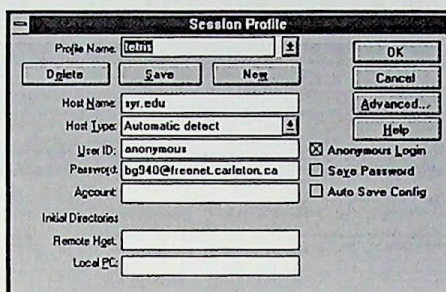 Session Profile
Profile Name: tetris
OK
Delete Save New
Cancel
Host Name: syr.edu
Advanced...
Host Type: Automatic detect
Help
User ID: anonymous
Anonymous Login
Password: bg940@freenet.carleton.ca
Save Password
Account:
Auto Save Config
Initial Directories
Remote Host:
Local PC: